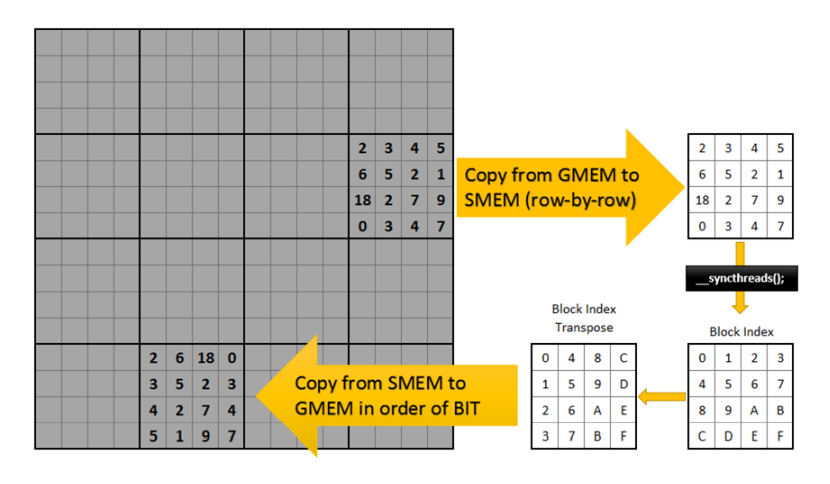 2 3 4 5
6 5 2 1
18 2 7 9
0 3 4 7
Copy from GMEM to
SMEM (row-by-row)
2 3 4 5
6 5 2 1
18 2 7 9
0 3 4 7
__syncthreads();
Block Index
0 1 2 3
4 5 6 7
8 9 A B
C D E F
Block Index
Transpose
0 4 8 C
1 5 9 D
2 6 A E
3 7 B F
Copy from SMEM to
GMEM in order of BIT
2 6 18 0
3 5 2 3
4 2 7 4
5 1 9 7